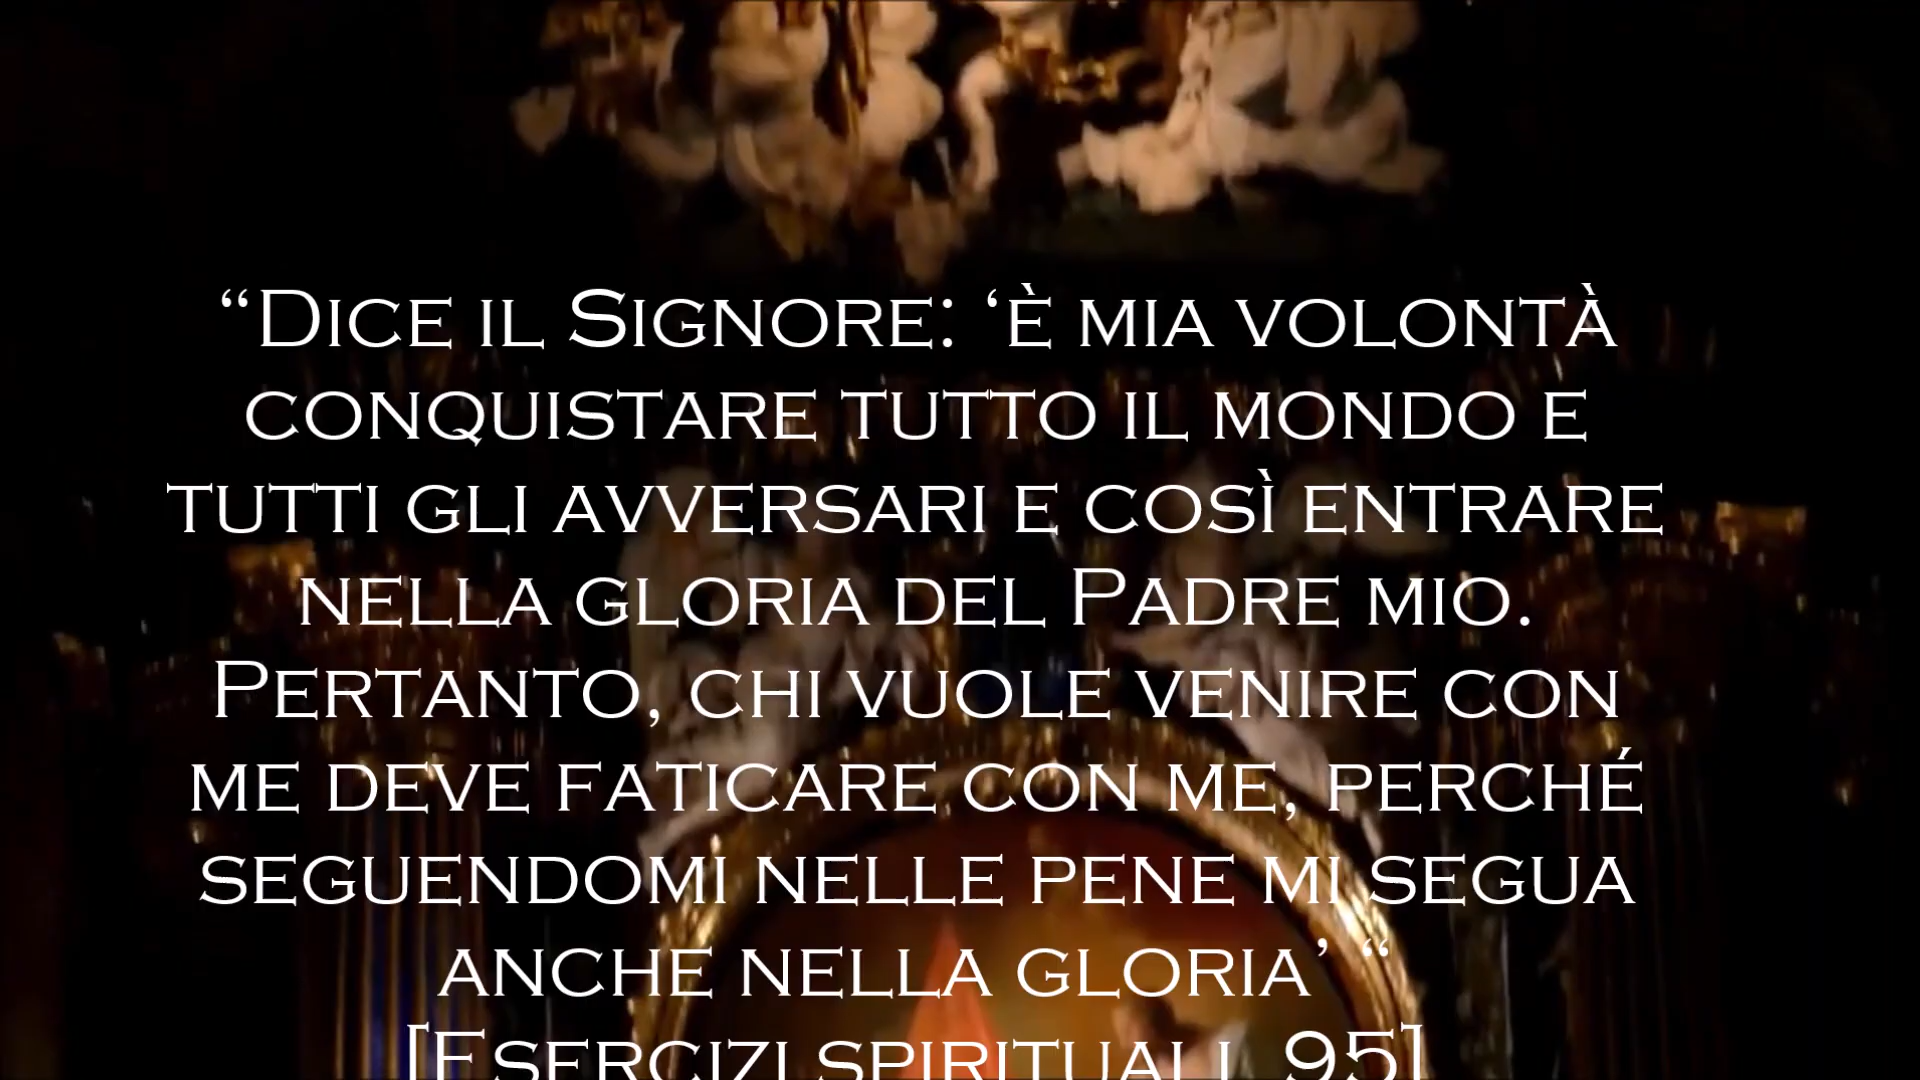 “Dice il Signore: ‘È mia volontà
conquistare tutto il mondo e
tutti gli avversari e così entrare
nella gloria del Padre mio.
Pertanto, chi vuole venire con
me deve faticare con me, perché
seguendomi nelle pene mi segua
anche nella gloria’ “
[Esercizi spirituali, 95]